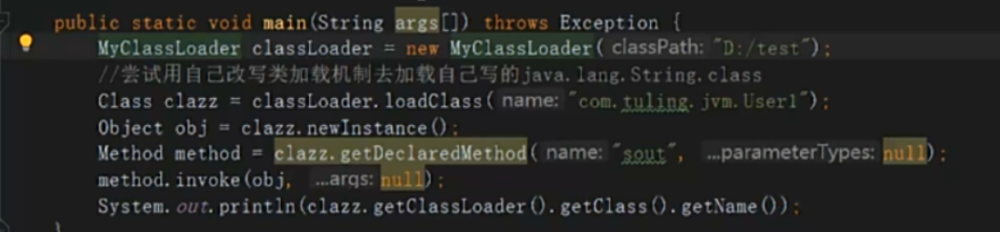 public static void main(String args[]) throws Exception {
MyClassLoader classLoader = new MyClassLoader( classPath: "D:/test");
//尝试用自己改写类加载机制去加载自己写的java.lang.String.class
Class clazz = classLoader.loadClass( name: "com.tuling.jvm.User1");
Object obj = clazz.newInstance();
Method method = clazz.getDeclaredMethod( name: "sout", ...parameterTypes: null);
method.invoke(obj, ...args: null);
System.out.println(clazz.getClassLoader().getClass().getName());
}